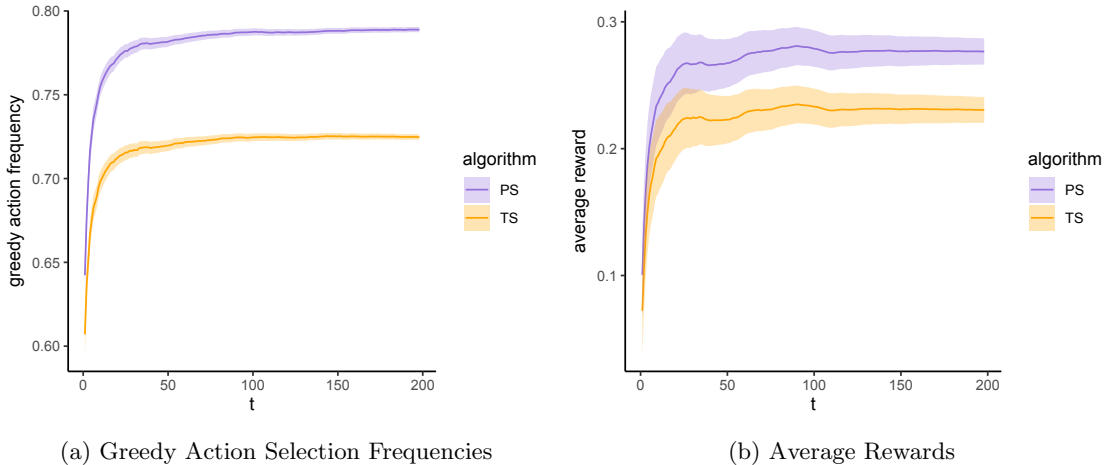 0.80
0.75
0.70
0.65
0.60
greedy action frequency
0 50 100 150 200
t
algorithm
PS
TS
(a) Greedy Action Selection Frequencies
0.3
0.2
0.1
average reward
0 50 100 150 200
t
algorithm
PS
TS
(b) Average Rewards